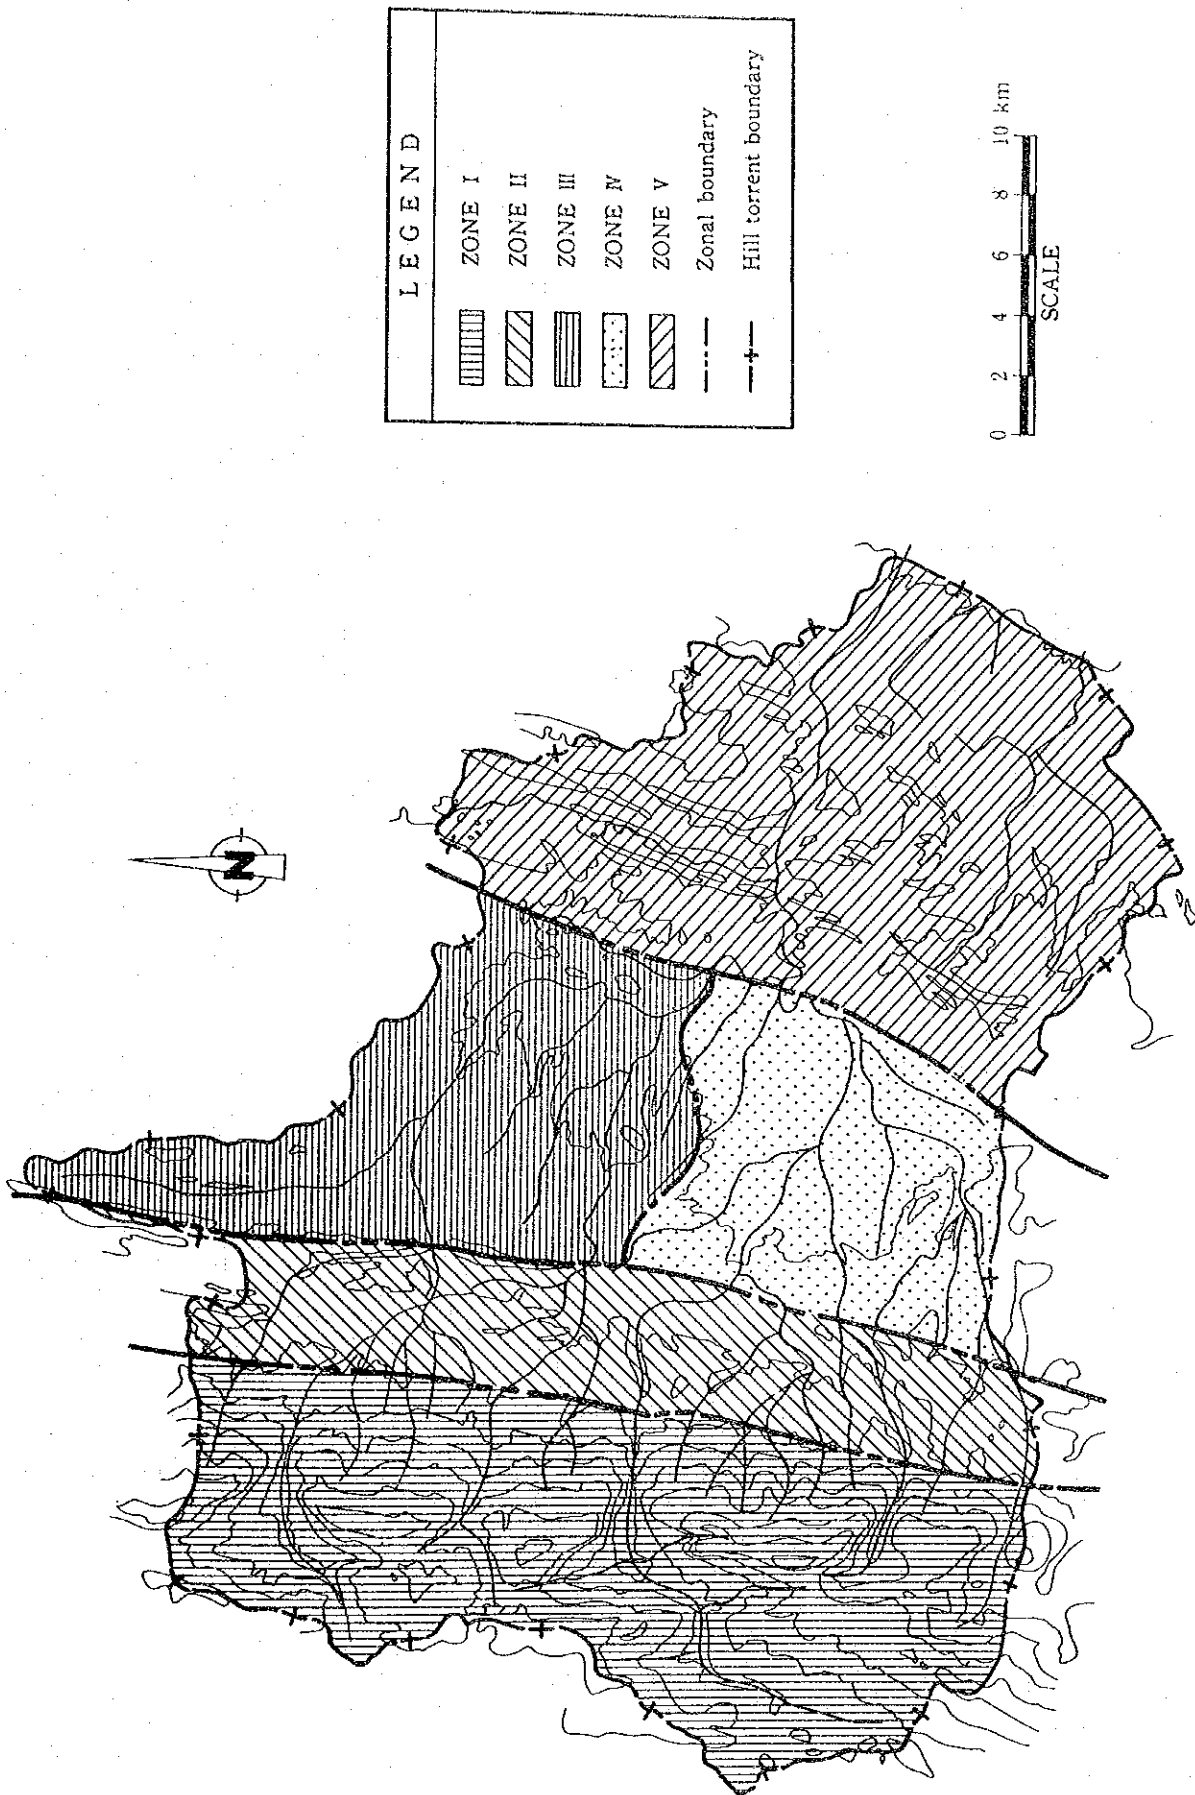 LEGEND
ZONE I
ZONE II
ZONE III
ZONE IV
ZONE V
Zonal boundary
Hill torrent boundary
N
0 2 4 6 8 10 km
SCALE